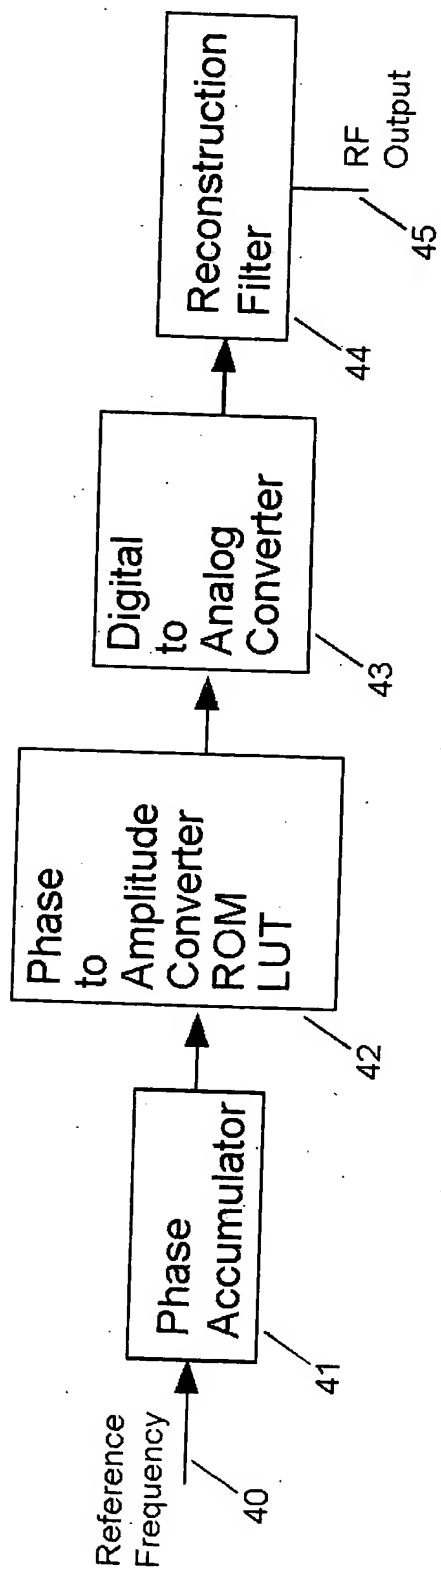 Reference
Frequency
40
Phase
Accumulator
41
Phase
to
Amplitude
Converter
ROM
LUT
42
Digital
to
Analog
Converter
43
Reconstruction
Filter
44
RF
Output
45